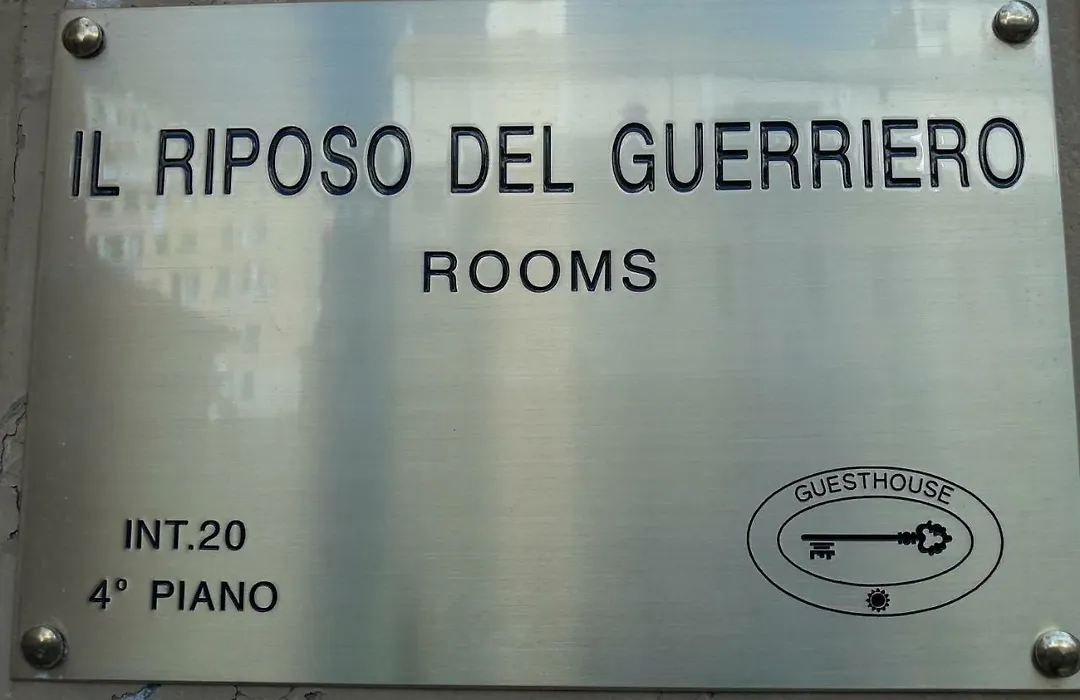 IL RIPOSO DEL GUERRIERO
ROOMS
INT.20
4° PIANO
GUESTHOUSE